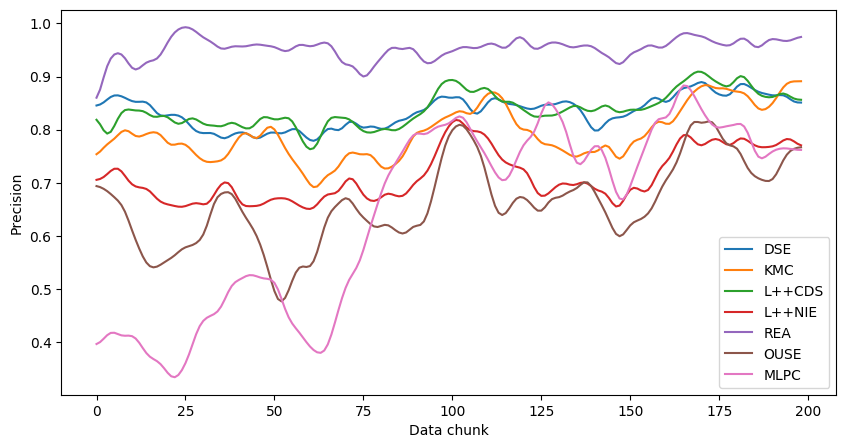 1.0
0.9
0.8
0.7
0.6
0.5
0.4
Precision
0
25
50
75
100
125
150
175
200
Data chunk
DSE
KMC
L++CDS
L++NIE
REA
OUSE
MLPC